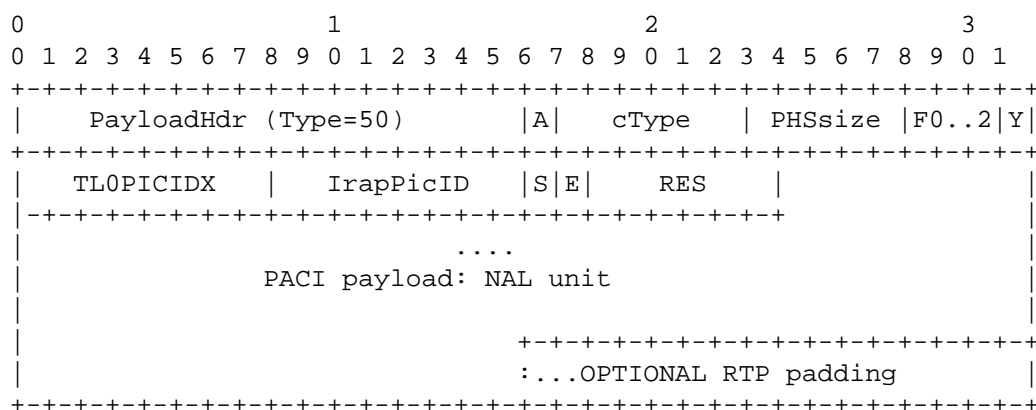 0                   1                   2                   3
0 1 2 3 4 5 6 7 8 9 0 1 2 3 4 5 6 7 8 9 0 1 2 3 4 5 6 7 8 9 0 1
+-+-+-+-+-+-+-+-+-+-+-+-+-+-+-+-+-+-+-+-+-+-+-+-+-+-+-+-+-+-+-+-+
|    PayloadHdr (Type=50)       |A|   cType   | PHSsize |F0..2|Y|
+-+-+-+-+-+-+-+-+-+-+-+-+-+-+-+-+-+-+-+-+-+-+-+-+-+-+-+-+-+-+-+-+
|   TL0PICIDX   |   IrapPicID   |S|E|    RES    |               |
|-+-+-+-+-+-+-+-+-+-+-+-+-+-+-+-+-+-+-+-+-+-+-+-+               |
|                           ....                                |
|               PACI payload: NAL unit                          |
|                                                               |
|                               +-+-+-+-+-+-+-+-+-+-+-+-+-+-+-+-+
|                               :...OPTIONAL RTP padding        |
+-+-+-+-+-+-+-+-+-+-+-+-+-+-+-+-+-+-+-+-+-+-+-+-+-+-+-+-+-+-+-+-+